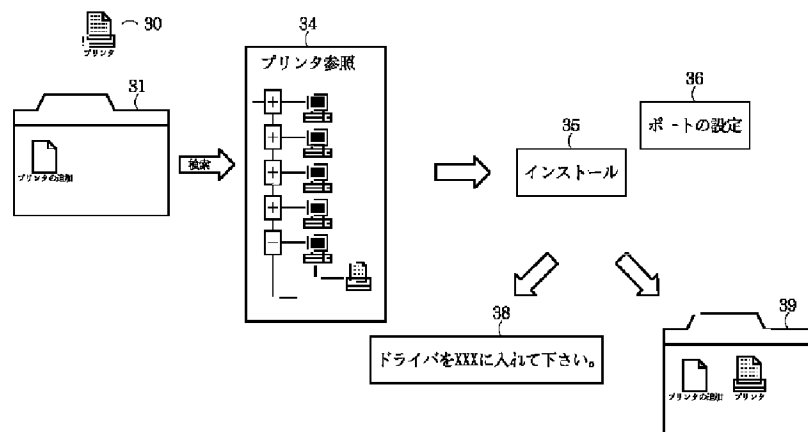 30
プリンタ
31
プリンタの追加
検索
34
プリンタ参照
35
インストール
36
ポートの設定
38
ドライバをXXXに入れて下さい。
39
プリンタの追加
プリンタ